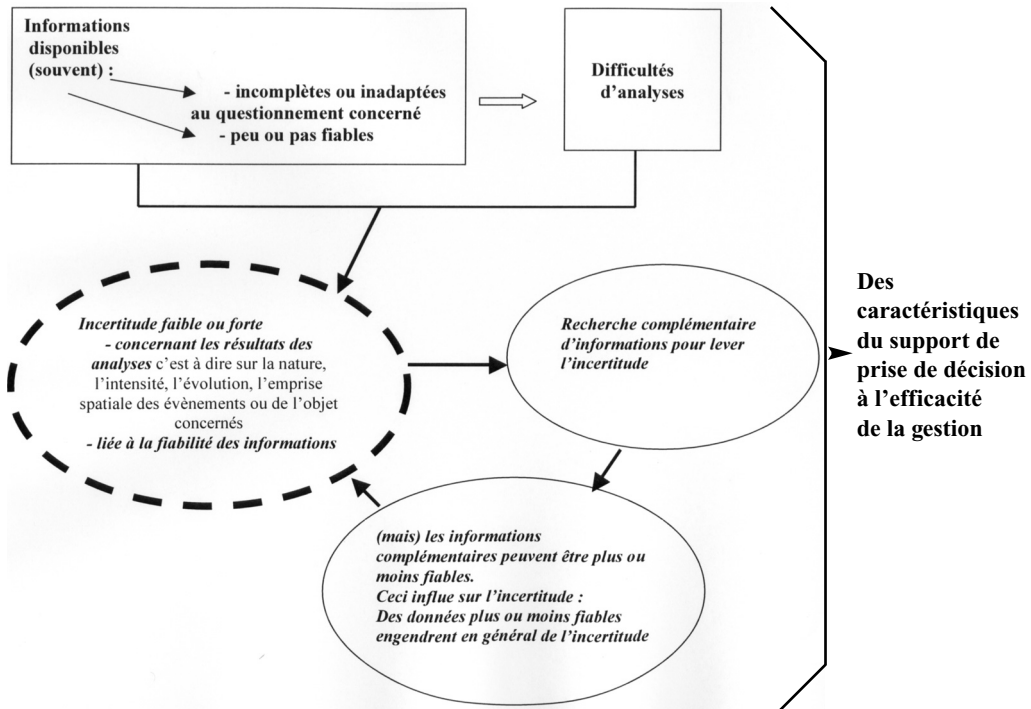 Informations
disponibles
(souvent) :
- incomplètes ou inadaptées
au questionnement concerné
- peu ou pas fiables
Difficultés
d'analyses
Incertitude faible ou forte
- concernant les résultats des
analyses c'est à dire sur la nature,
l'intensité, l'évolution, l'emprise
spatiale des évènements ou de l'objet
concernés
- liée à la fiabilité des informations
Recherche complémentaire
d'informations pour lever
l'incertitude
(mais) les informations
complémentaires peuvent être plus ou
moins fiables.
Ceci influe sur l'incertitude :
Des données plus ou moins fiables
engendrent en général de l'incertitude
Des
caractéristiques
du support de
prise de décision
à l'efficacité
de la gestion